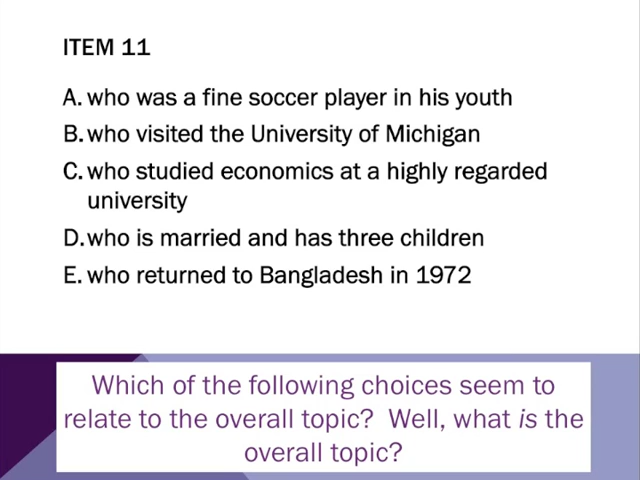 ITEM 11
A. who was a fine soccer player in his youth
B. who visited the University of Michigan
C. who studied economics at a highly regarded
university
D. who is married and has three children
E. who returned to Bangladesh in 1972
Which of the following choices seem to
relate to the overall topic? Well, what is the
overall topic?